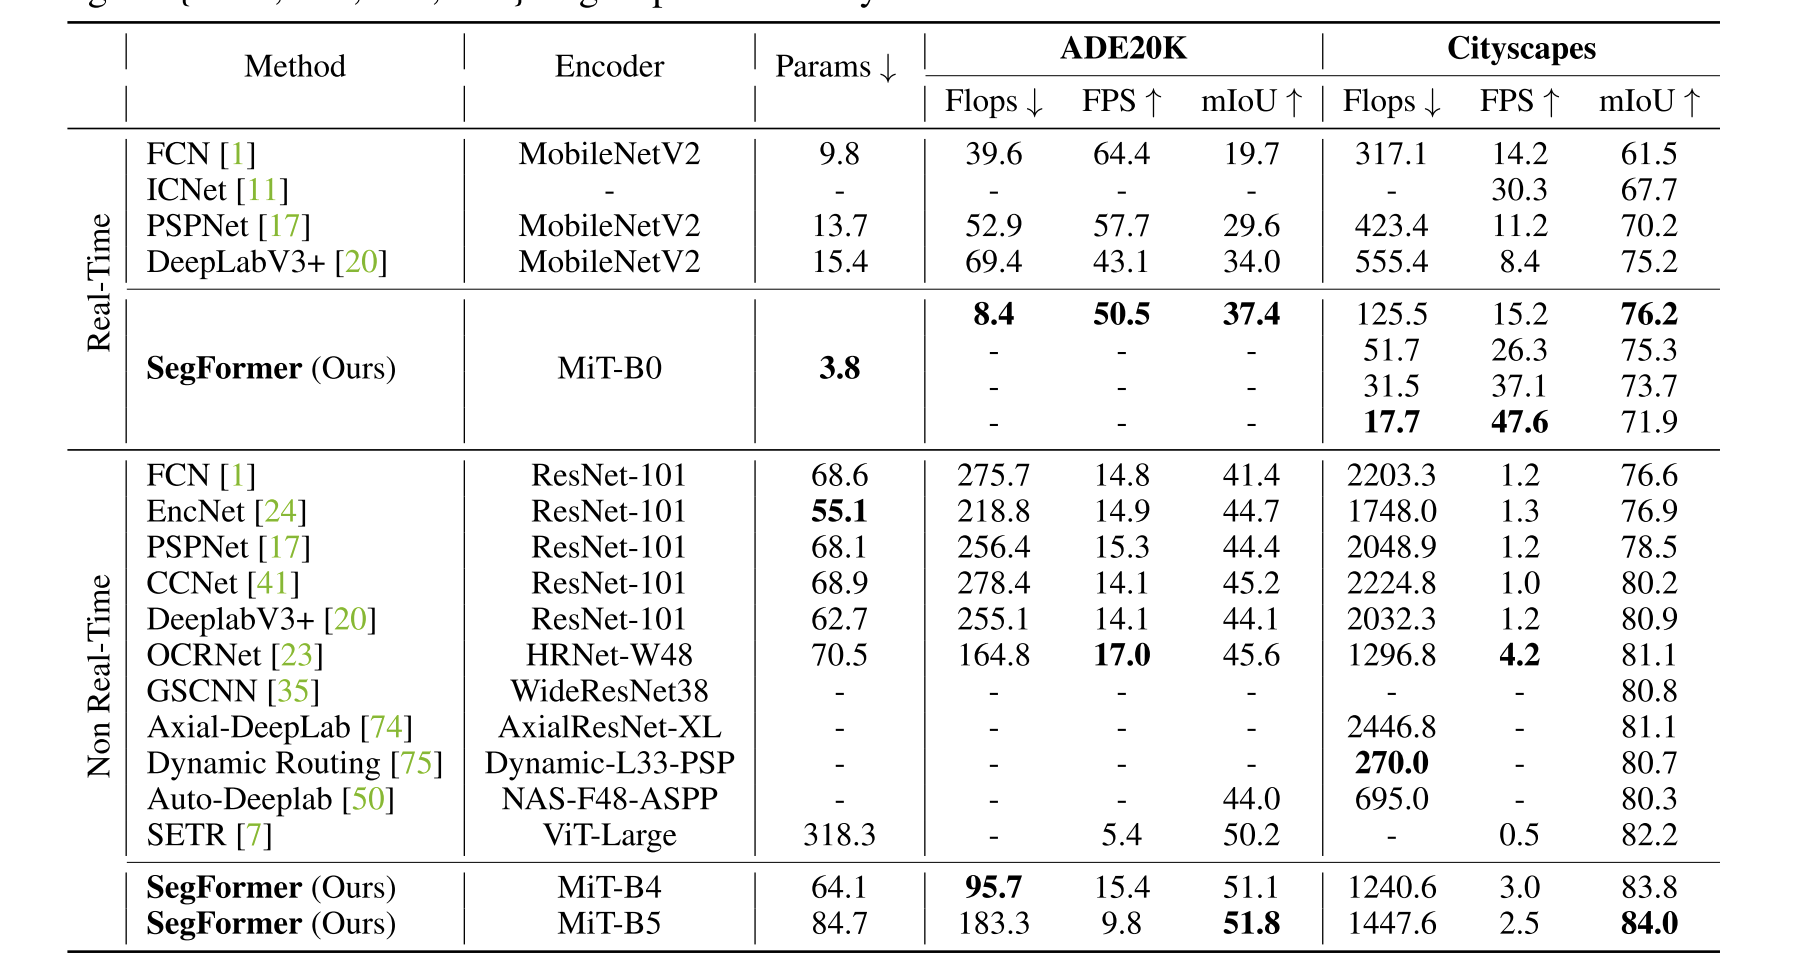 Method Encoder Params ↓ ADE20K Cityscapes
Flops ↓ FPS ↑ mIoU ↑ Flops ↓ FPS ↑ mIoU ↑
Real-Time
FCN [1] MobileNetV2 9.8 39.6 64.4 19.7 317.1 14.2 61.5
ICNet [11] - - - - - - 30.3 67.7
PSPNet [17] MobileNetV2 13.7 52.9 57.7 29.6 423.4 11.2 70.2
DeepLabV3+ [20] MobileNetV2 15.4 69.4 43.1 34.0 555.4 8.4 75.2
SegFormer (Ours) MiT-B0 3.8
8.4 50.5 37.4 125.5 15.2 76.2
- - - 51.7 26.3 75.3
- - - 31.5 37.1 73.7
- - - 17.7 47.6 71.9
Non Real-Time
FCN [1] ResNet-101 68.6 275.7 14.8 41.4 2203.3 1.2 76.6
EncNet [24] ResNet-101 55.1 218.8 14.9 44.7 1748.0 1.3 76.9
PSPNet [17] ResNet-101 68.1 256.4 15.3 44.4 2048.9 1.2 78.5
CCNet [41] ResNet-101 68.9 278.4 14.1 45.2 2224.8 1.0 80.2
DeeplabV3+ [20] ResNet-101 62.7 255.1 14.1 44.1 2032.3 1.2 80.9
OCRNet [23] HRNet-W48 70.5 164.8 17.0 45.6 1296.8 4.2 81.1
GSCNN [35] WideResNet38 - - - - - - 80.8
Axial-DeepLab [74] AxialResNet-XL - - - - 2446.8 - 81.1
Dynamic Routing [75] Dynamic-L33-PSP - - - - 270.0 - 80.7
Auto-Deeplab [50] NAS-F48-ASPP - - - 44.0 695.0 - 80.3
SETR [7] ViT-Large 318.3 - 5.4 50.2 - 0.5 82.2
SegFormer (Ours) MiT-B4 64.1 95.7 15.4 51.1 1240.6 3.0 83.8
SegFormer (Ours) MiT-B5 84.7 183.3 9.8 51.8 1447.6 2.5 84.0